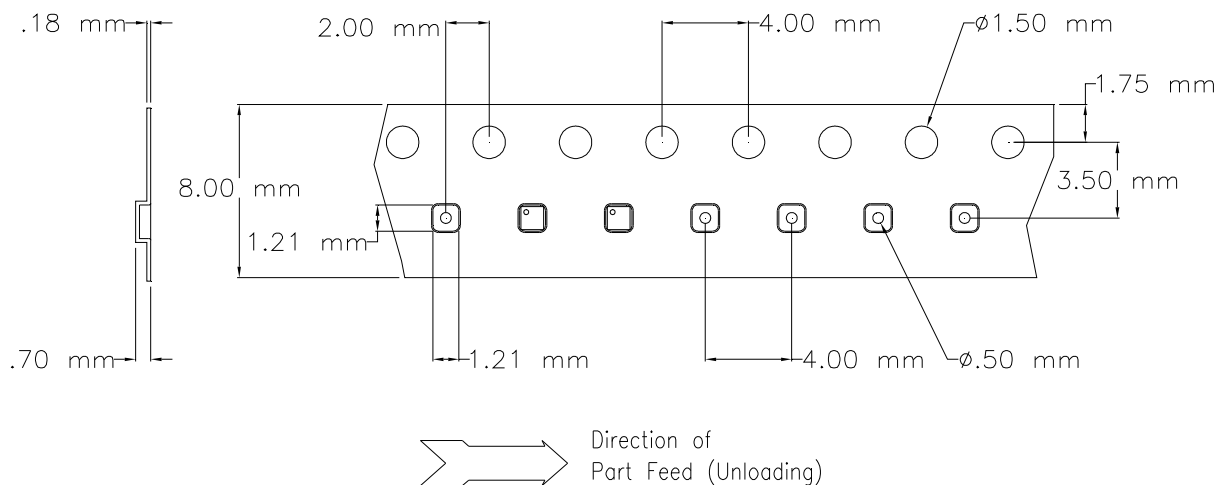 .18 mm
2.00 mm
4.00 mm
⌀1.50 mm
1.75 mm
8.00 mm
3.50 mm
1.21 mm
.70 mm
1.21 mm
4.00 mm
⌀.50 mm
Direction of
Part Feed (Unloading)